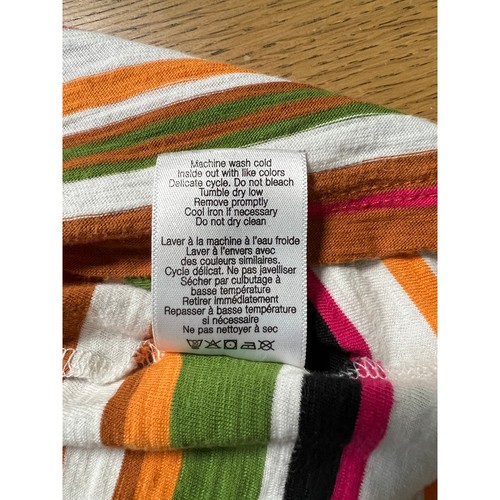 Machine wash cold
Inside out with like colors
Delicate cycle. Do not bleach
Tumble dry low
Remove promptly
Cool iron if necessary
Do not dry clean
Laver à la machine à l'eau froide
Laver à l'envers avec
des couleurs similaires.
Cycle délicat. Ne pas javelliser
Sécher par culbutage à
basse température
Retirer immédiatement
Repasser à basse température
si nécessaire
Ne pas nettoyer à sec